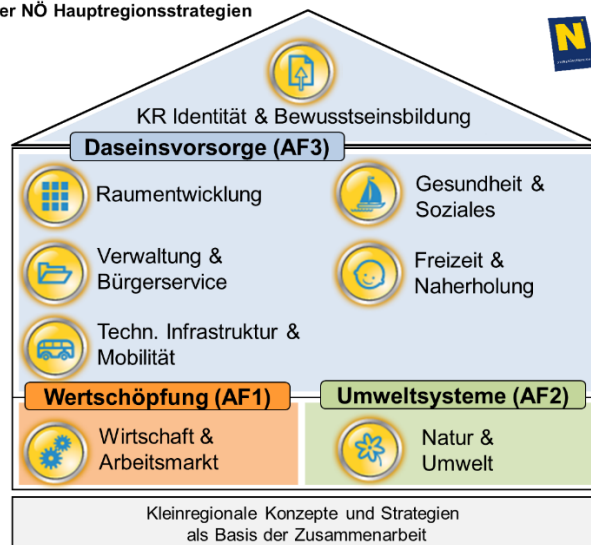 er NÖ Hauptregionsstrategien
N
KR Identität & Bewusstseinsbildung
Daseinsvorsorge (AF3)
Raumentwicklung
Gesundheit &
Soziales
Verwaltung &
Bürgerservice
Freizeit &
Naherholung
Techn. Infrastruktur &
Mobilität
Wertschöpfung (AF1)
Umweltsysteme (AF2)
Wirtschaft &
Arbeitsmarkt
Natur &
Umwelt
Kleinregionale Konzepte und Strategien
als Basis der Zusammenarbeit